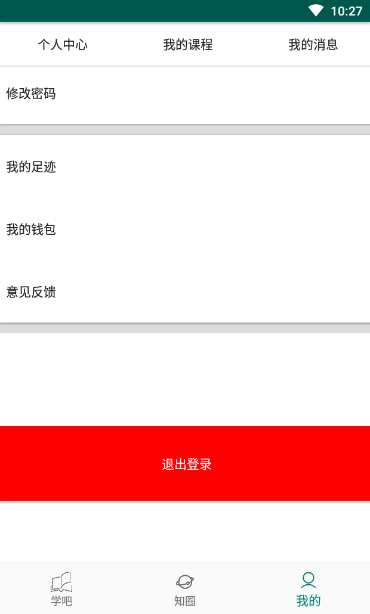 10:27
个人中心 我的课程 我的消息
修改密码
我的足迹
我的钱包
意见反馈
退出登录
学吧 知圈 我的